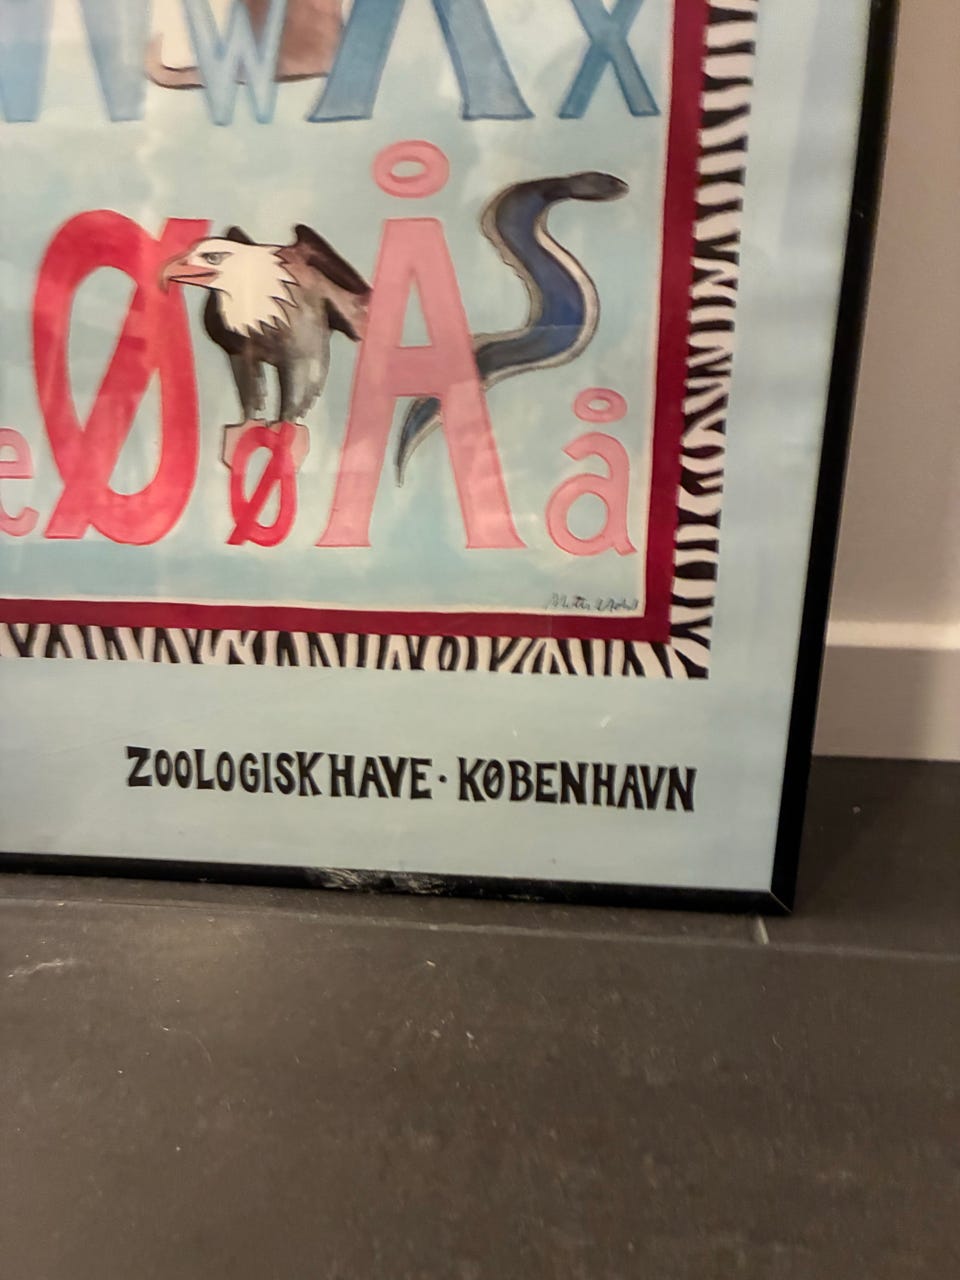 W X x
e Ø ø Å å
ZOOLOGISK HAVE · KØBENHAVN